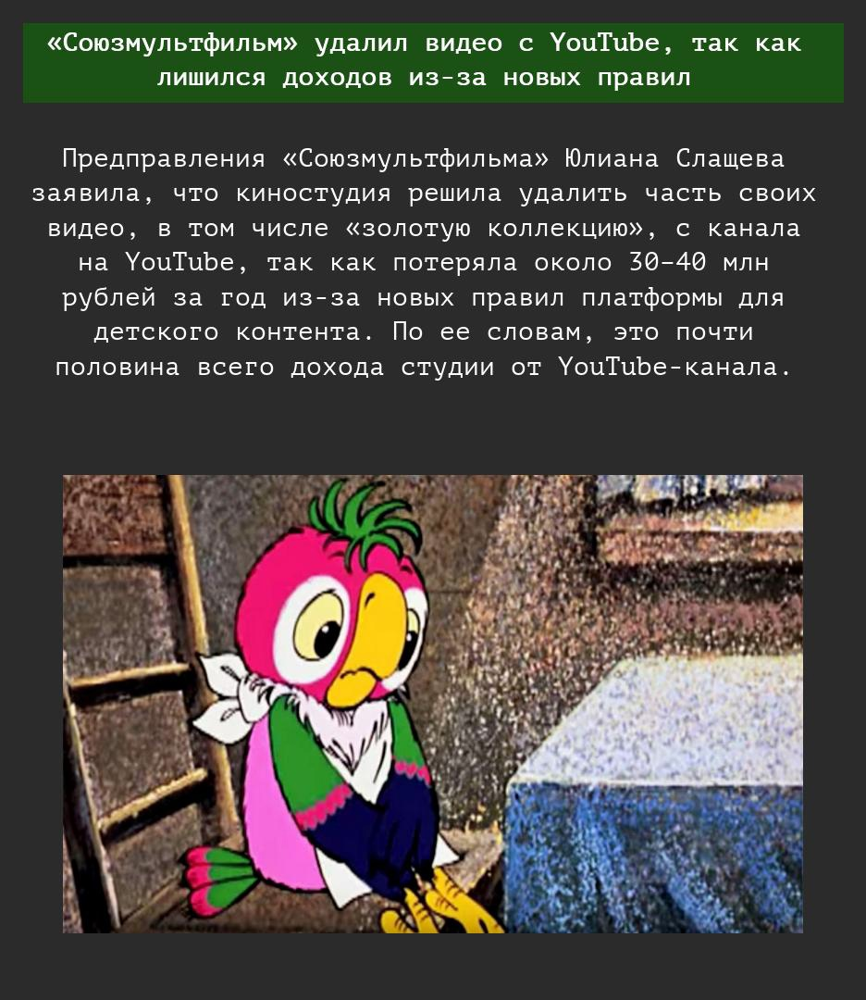 «Союзмультфильм» удалил видео с YouTube, так как
лишился доходов из-за новых правил
Предправления «Союзмультфильма» Юлиана Слащева
заявила, что киностудия решила удалить часть своих
видео, в том числе «золотую коллекцию», с канала
на YouTube, так как потеряла около 30–40 млн
рублей за год из-за новых правил платформы для
детского контента. По ее словам, это почти
половина всего дохода студии от YouTube-канала.